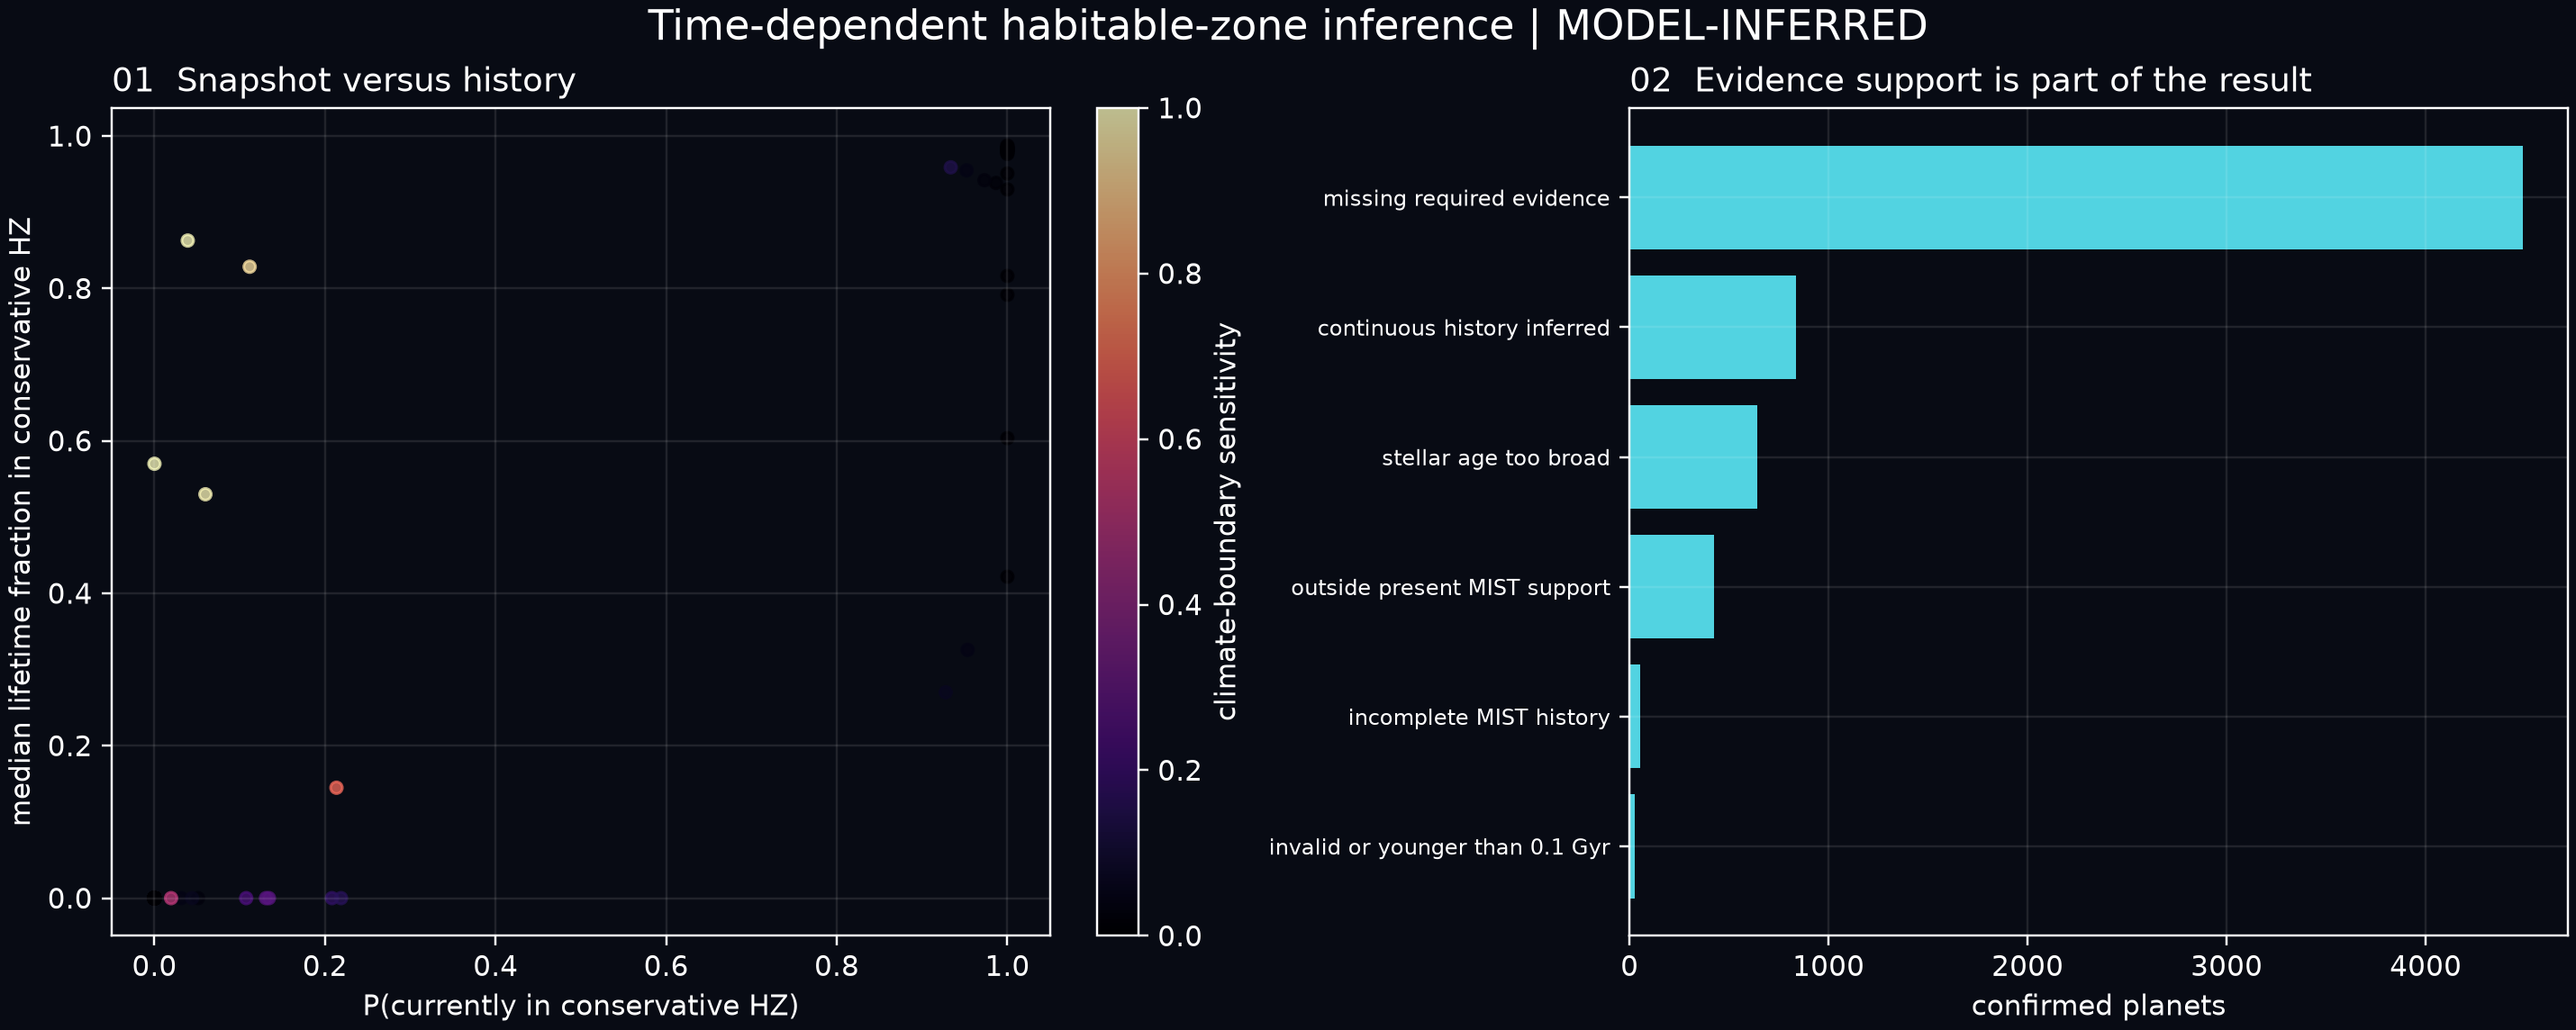 Time-dependent habitable-zone inference | MODEL-INFERRED
01 Snapshot versus history
median lifetime fraction in conservative HZ
1.0
0.8
0.6
0.4
0.2
0.0
0.0 0.2 0.4 0.6 0.8 1.0
P(currently in conservative HZ)
1.0
0.8
0.6
0.4
0.2
0.0
climate-boundary sensitivity
02 Evidence support is part of the result
missing required evidence
continuous history inferred
stellar age too broad
outside present MIST support
incomplete MIST history
invalid or younger than 0.1 Gyr
0 1000 2000 3000 4000
confirmed planets